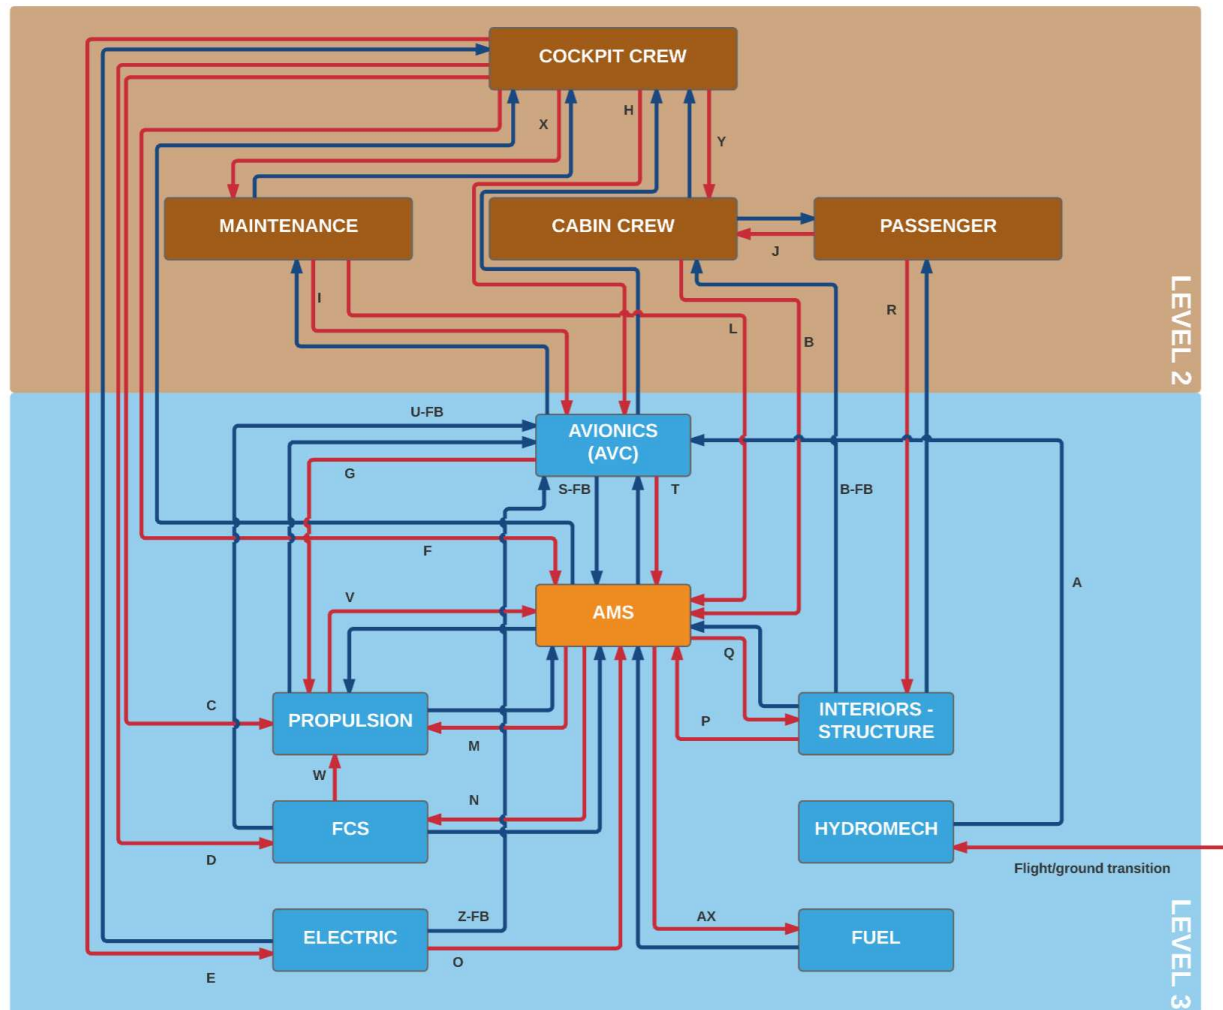 COCKPIT CREW
X
H
Y
MAINTENANCE
CABIN CREW
PASSENGER
J
I
L
B
R
LEVEL 2
U-FB
AVIONICS
(AVC)
G
S-FB
T
B-FB
F
A
V
AMS
Q
C
PROPULSION
M
P
INTERIORS -
STRUCTURE
W
N
FCS
HYDROMECH
D
Flight/ground transition
Z-FB
AX
ELECTRIC
FUEL
O
E
LEVEL 3